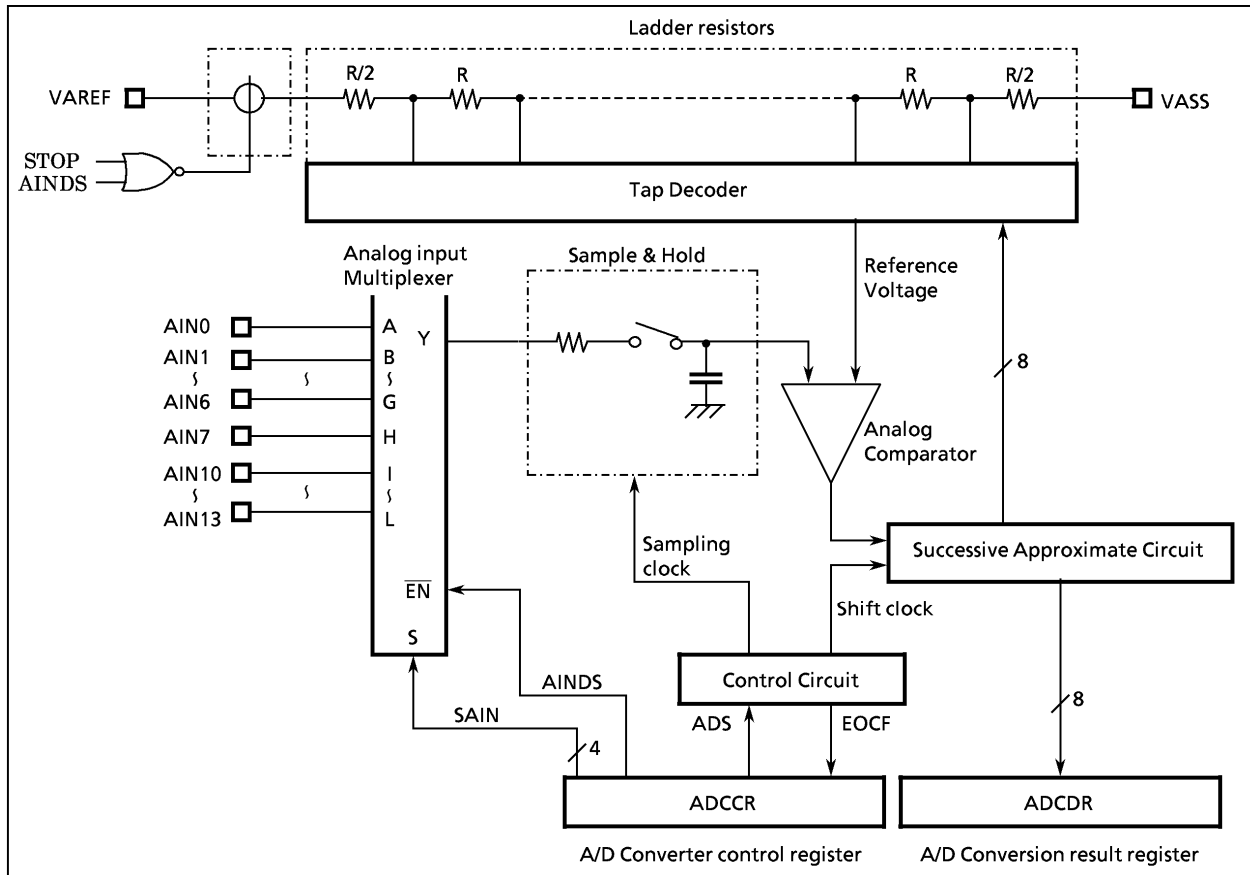 Ladder resistors
R/2
R
R
R/2
VAREF
VASS
STOP
AINDS
Tap Decoder
Analog input
Multiplexer
Sample & Hold
Reference
Voltage
AIN0
A
Y
AIN1
B
8
AIN6
G
AIN7
H
Analog
Comparator
AIN10
I
AIN13
L
Sampling
clock
Successive Approximate Circuit
EN
Shift clock
S
Control Circuit
AINDS
8
SAIN
ADS
EOCF
4
ADCCR
ADCDR
A/D Converter control register
A/D Conversion result register